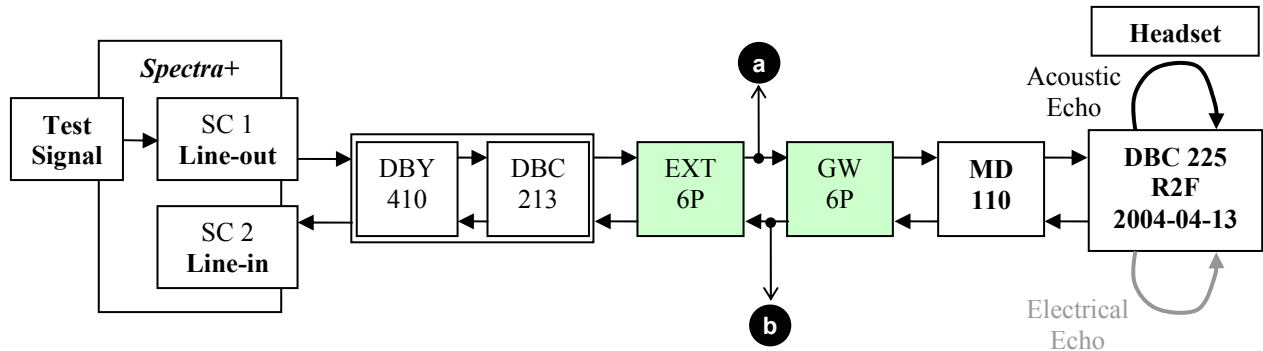 Headset
a
Spectra+
Acoustic
Echo
Test
Signal
SC 1
Line-out
DBY
410
DBC
213
EXT
6P
GW
6P
MD
110
DBC 225
R2F
2004-04-13
SC 2
Line-in
b
Electrical
Echo